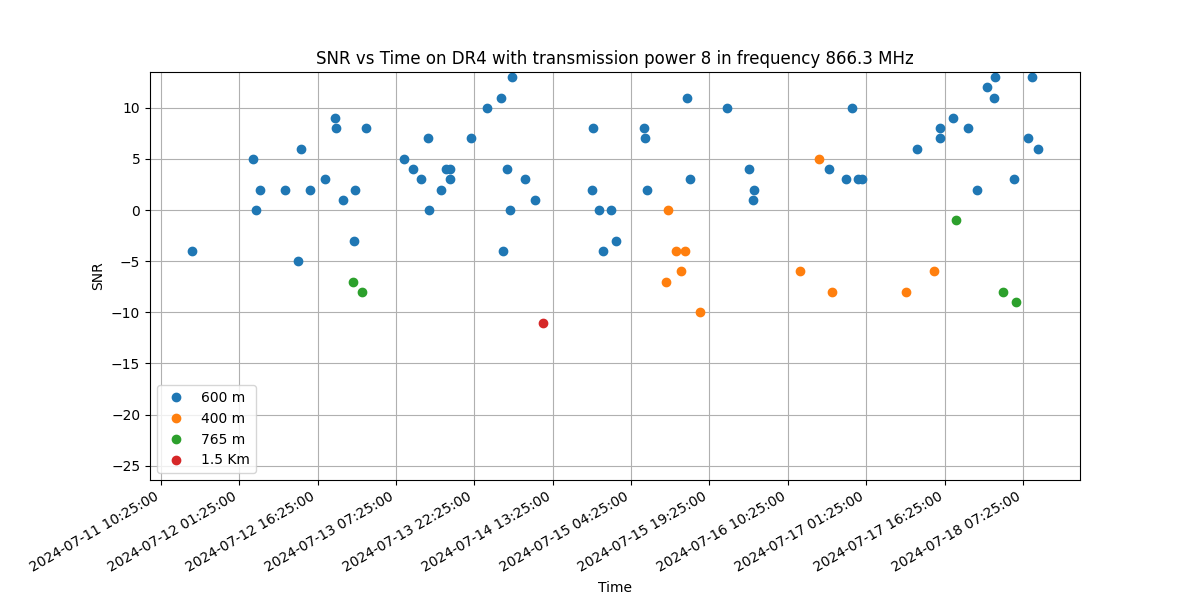 SNR vs Time on DR4 with transmission power 8 in frequency 866.3 MHz
SNR
10
5
0
−5
−10
−15
−20
−25
600 m
400 m
765 m
1.5 Km
2024-07-11 10:25:00
2024-07-12 01:25:00
2024-07-12 16:25:00
2024-07-13 07:25:00
2024-07-13 22:25:00
2024-07-14 13:25:00
2024-07-15 04:25:00
2024-07-15 19:25:00
2024-07-16 10:25:00
2024-07-17 01:25:00
2024-07-17 16:25:00
2024-07-18 07:25:00
Time